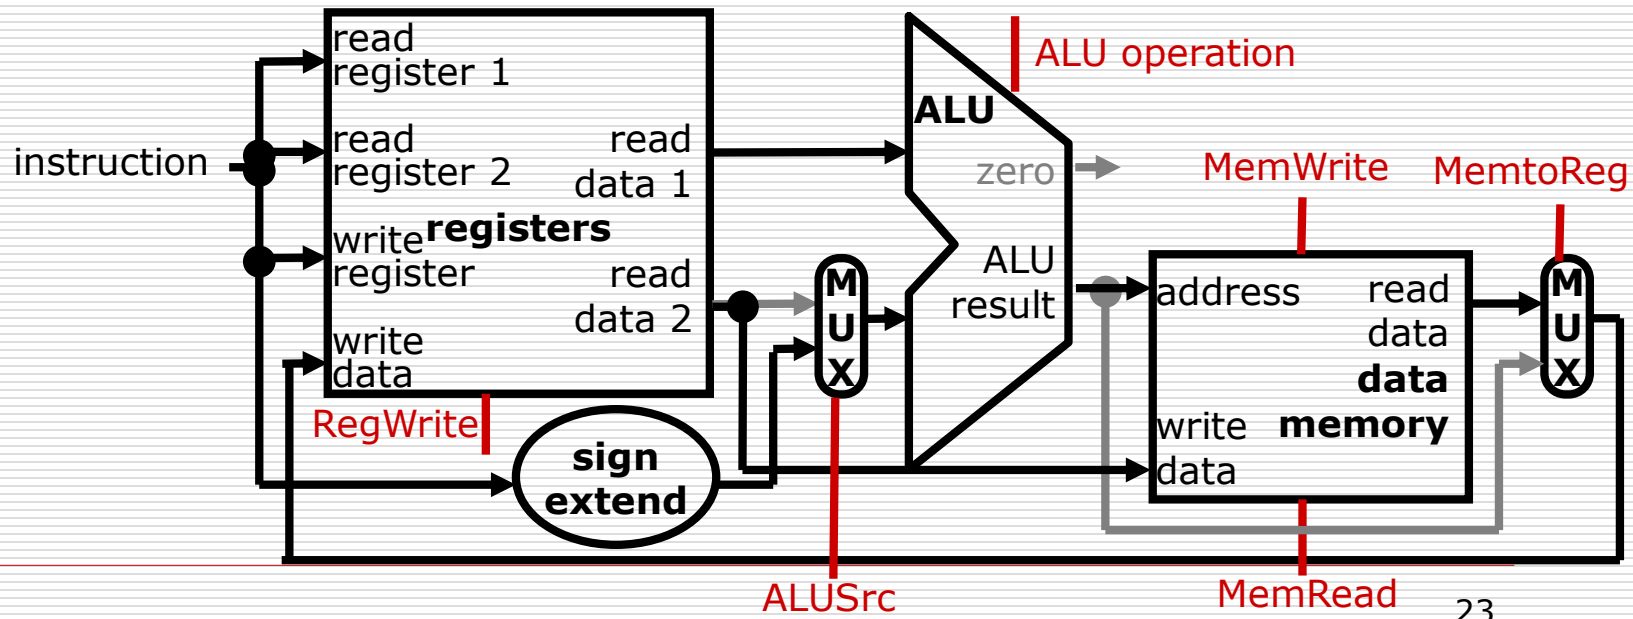 instruction
read
register 1
read
register 2
write
register
write
data
registers
read
data 1
read
data 2
RegWrite
sign
extend
M
U
X
ALUSrc
ALU
ALU operation
zero
ALU
result
MemWrite
address
read
data
data
memory
write
data
MemRead
MemtoReg
M
U
X
23